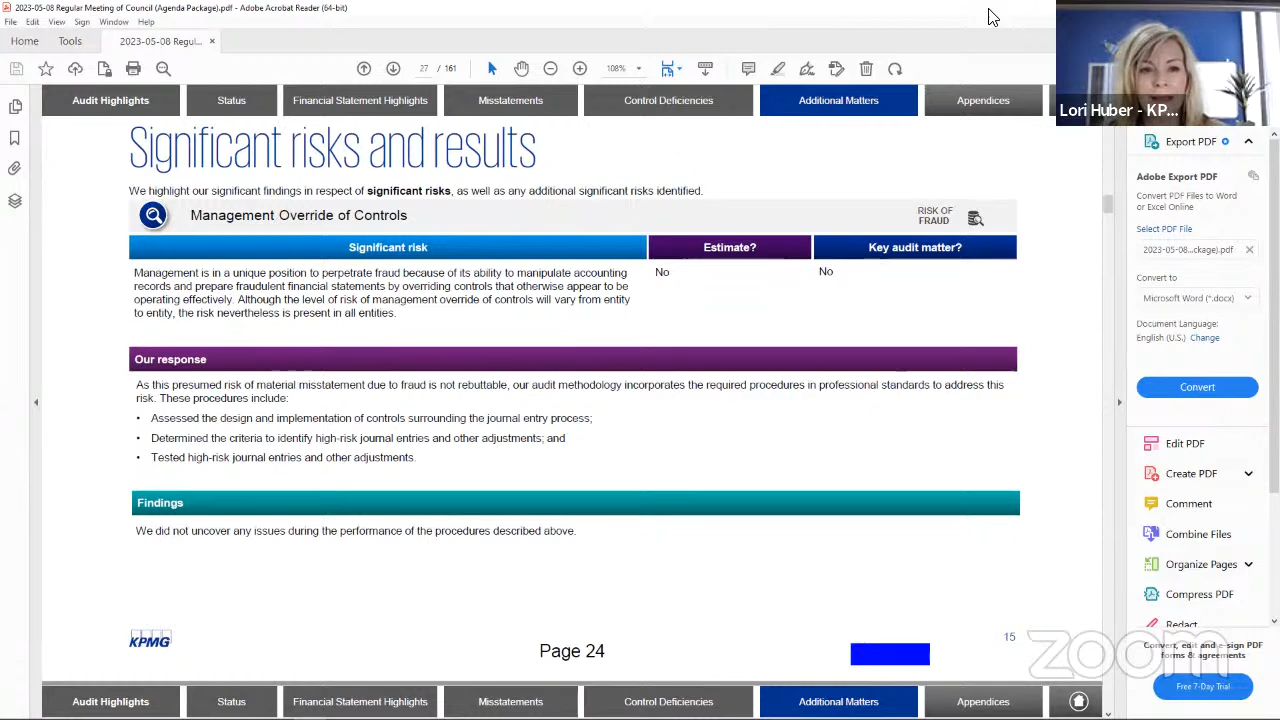 2023-05-08 Regular Meeting of Council (Agenda Package).pdf - Adobe Acrobat Reader (64-bit)
File Edit View Sign Window Help
Home Tools 2023-05-08 Regul... ×
27 / 161 108%
Audit Highlights Status Financial Statement Highlights Misstatements Control Deficiencies Additional Matters Appendices
Lori Huber - KP...
Significant risks and results
We highlight our significant findings in respect of significant risks, as well as any additional significant risks identified.
Management Override of Controls
RISK OF
FRAUD
Significant risk Estimate? Key audit matter?
Management is in a unique position to perpetrate fraud because of its ability to manipulate accounting
records and prepare fraudulent financial statements by overriding controls that otherwise appear to be
operating effectively. Although the level of risk of management override of controls will vary from entity
to entity, the risk nevertheless is present in all entities.
No
No
Our response
As this presumed risk of material misstatement due to fraud is not rebuttable, our audit methodology incorporates the required procedures in professional standards to address this
risk. These procedures include:
• Assessed the design and implementation of controls surrounding the journal entry process;
• Determined the criteria to identify high-risk journal entries and other adjustments; and
• Tested high-risk journal entries and other adjustments.
Findings
We did not uncover any issues during the performance of the procedures described above.
KPMG
Page 24
15
Audit Highlights Status Financial Statement Highlights Misstatements Control Deficiencies Additional Matters Appendices
Export PDF
Adobe Export PDF
Convert PDF Files to Word
or Excel Online
Select PDF File
2023-05-08...ckage).pdf ×
Convert to
Microsoft Word (*.docx)
Document Language:
English (U.S.) Change
Convert
Edit PDF
Create PDF
Comment
Combine Files
Organize Pages
Compress PDF
Redact
Convert, edit and e-sign PDF
forms & agreements
Free 7-Day Trial
zoom